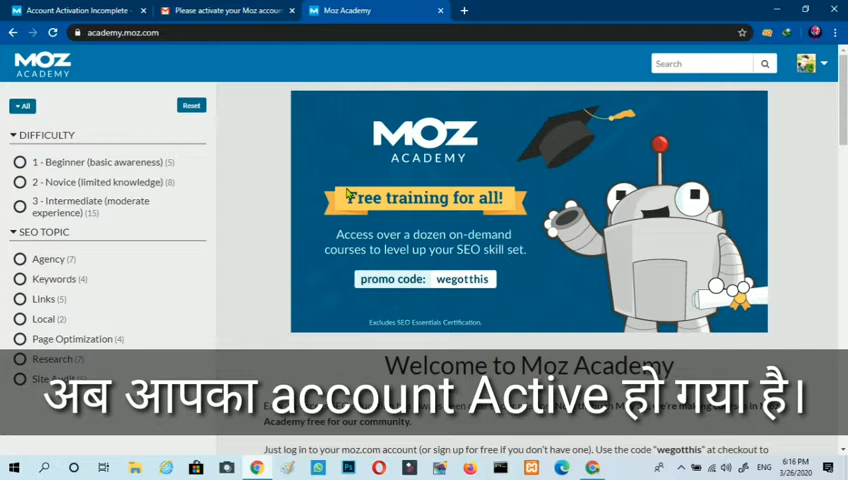 Account Activation Incomplete -
Please activate your Moz accoun
Moz Academy
academy.moz.com
MOZ
ACADEMY
Search
All
Reset
DIFFICULTY
1 - Beginner (basic awareness) (5)
2 - Novice (limited knowledge) (8)
3 - Intermediate (moderate
experience) (15)
SEO TOPIC
Agency (7)
Keywords (4)
Links (5)
Local (2)
Page Optimization (4)
Research (7)
Site Audit
MOZ
ACADEMY
Free training for all!
Access over a dozen on-demand
courses to level up your SEO skill set.
promo code: wegotthis
Excludes SEO Essentials Certification.
Welcome to Moz Academy
अब आपका account Active हो गया है।
Academy free for our community.
Just log in to your moz.com account (or sign up for free if you don't have one). Use the code "wegotthis" at checkout to
ENG
6:16 PM
3/26/2020